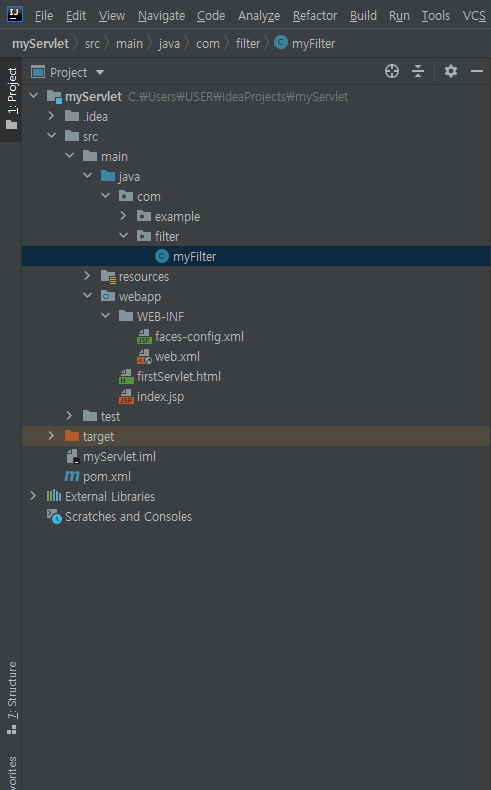 IJ File Edit View Navigate Code Analyze Refactor Build Run Tools VCS
myServlet src main java com filter C myFilter
Project
myServlet C:₩Users₩USER₩IdeaProjects₩myServlet
.idea
src
main
java
com
example
filter
C myFilter
resources
webapp
WEB-INF
JSF faces-config.xml
web.xml
H firstServlet.html
JSP index.jsp
test
target
myServlet.iml
m pom.xml
External Libraries
Scratches and Consoles
1: Project
7: Structure
vorites